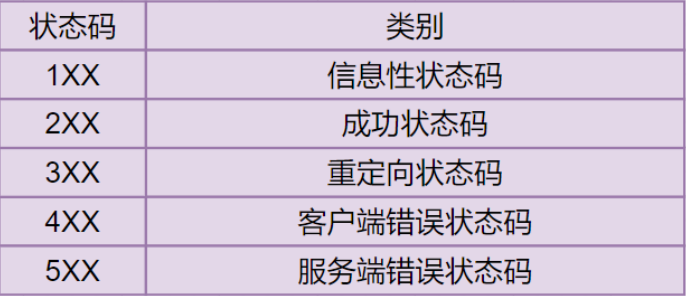 状态码 类别
1XX 信息性状态码
2XX 成功状态码
3XX 重定向状态码
4XX 客户端错误状态码
5XX 服务端错误状态码